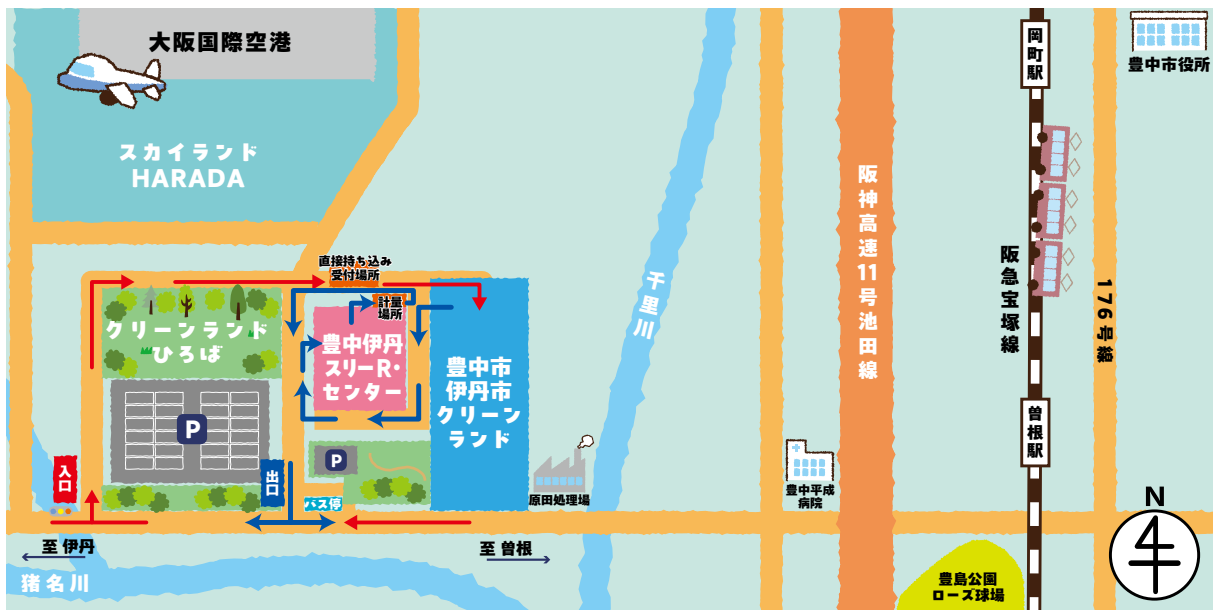 大阪国際空港
スカイランド
HARADA
岡町駅
豊中市役所
阪神高速11号池田線
阪急宝塚線
176号線
千里川
直接持ち込み
受付場所
計量
場所
クリーンランド
ひろば
豊中伊丹
スリーR・
センター
豊中市
伊丹市
クリーン
ランド
P
P
曽根駅
入口
出口
バス停
原田処理場
豊中平成
病院
N
至 伊丹
至 曽根
猪名川
豊島公園
ローズ球場